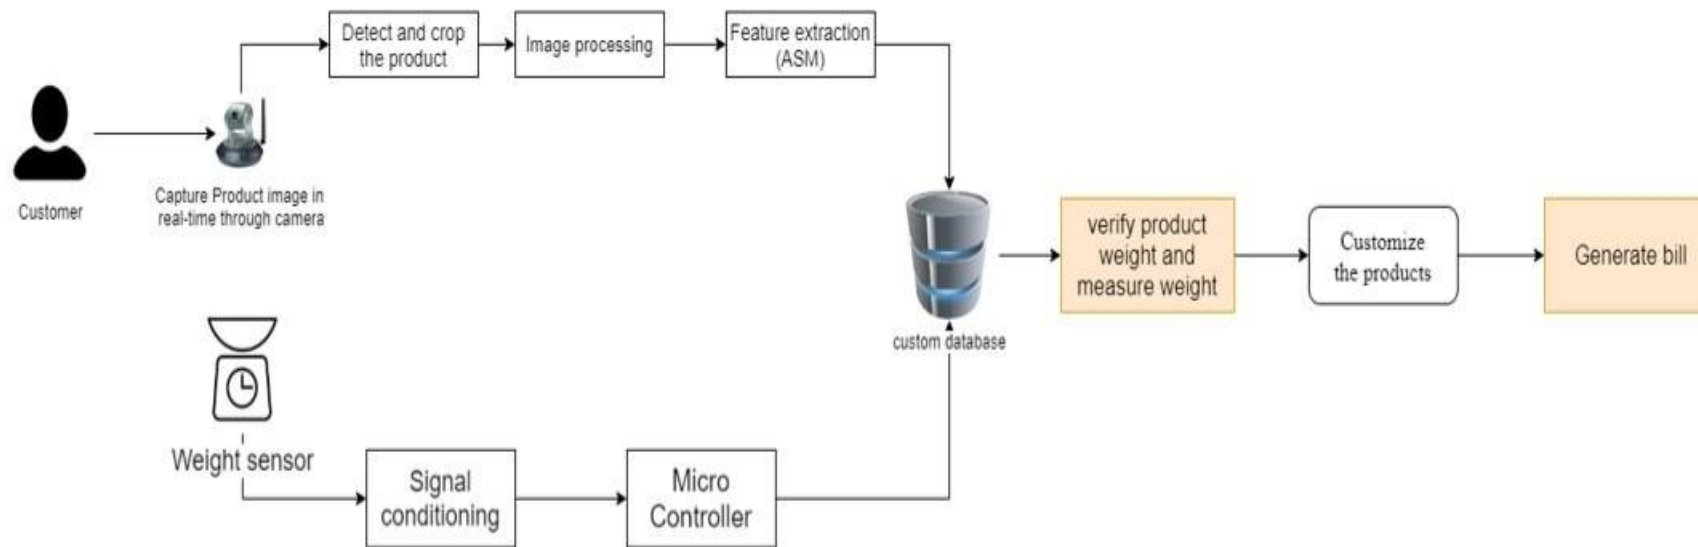 Detect and crop
the product
Image processing
Feature extraction
(ASM)
Customer
Capture Product image in
real-time through camera
verify product
weight and
measure weight
Customize
the products
Generate bill
custom database
Weight sensor
Signal
conditioning
Micro
Controller